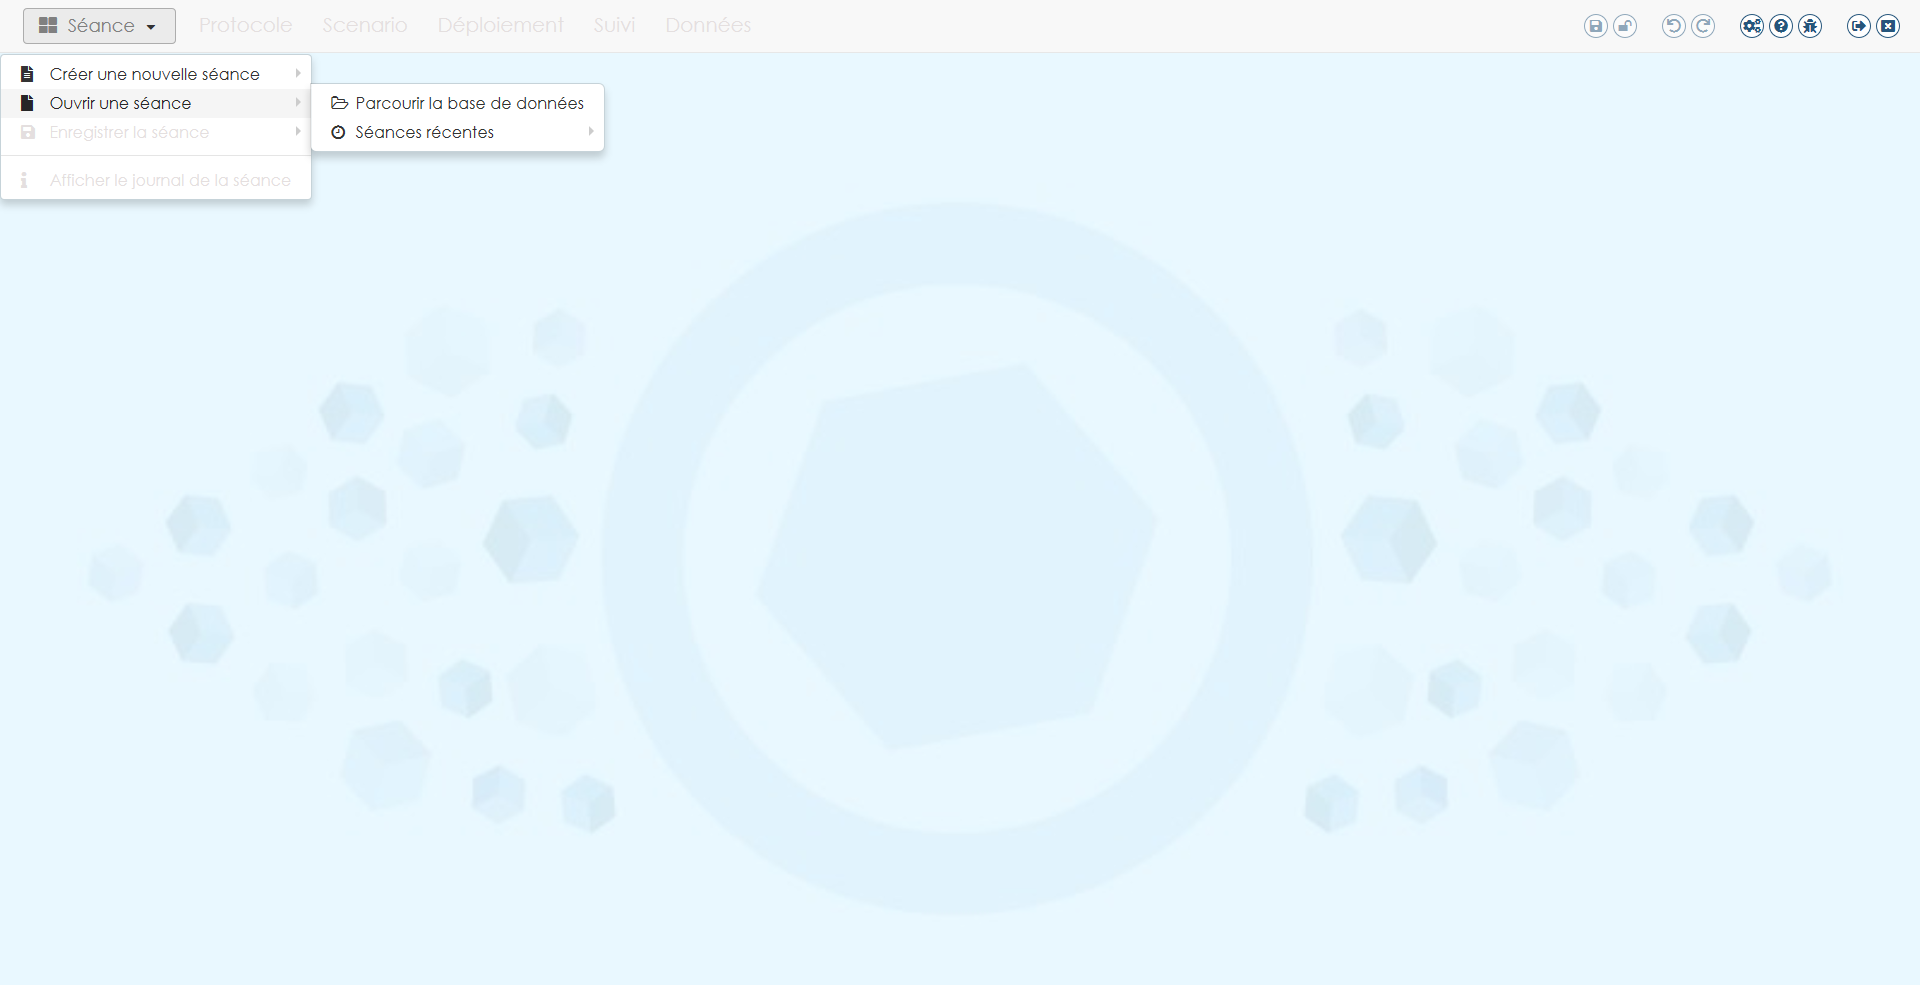 Séance Protocole Scenario Déploiement Suivi Données
Créer une nouvelle séance
Ouvrir une séance
Enregistrer la séance
Afficher le journal de la séance
Parcourir la base de données
Séances récentes